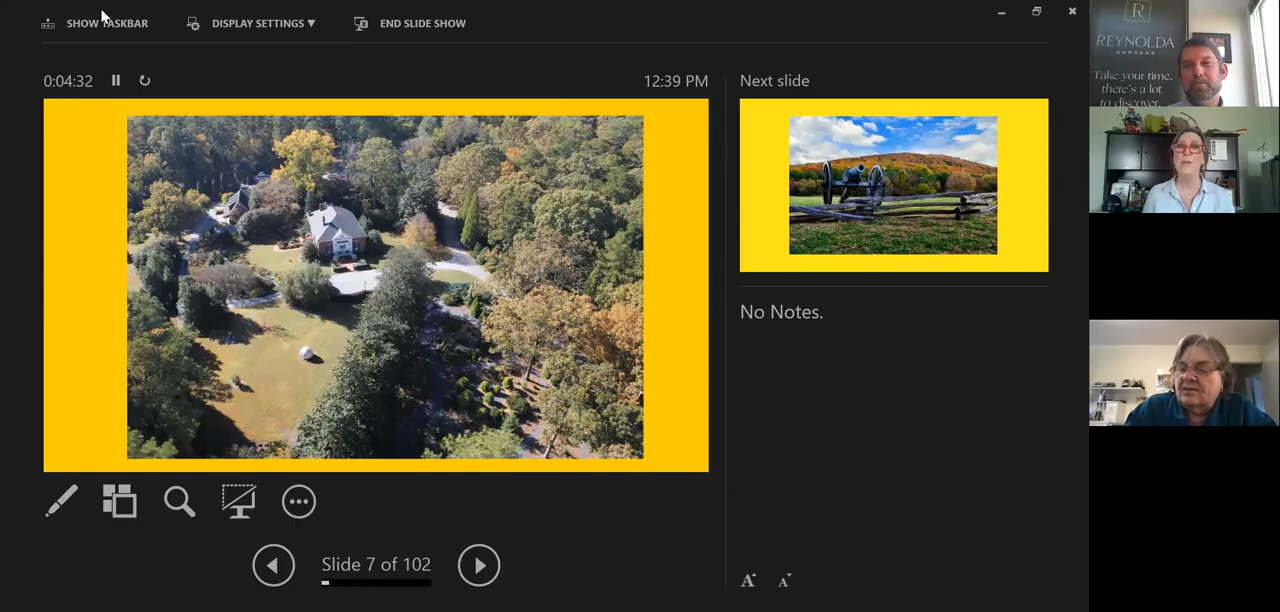 SHOW TASKBAR
DISPLAY SETTINGS ▼
END SLIDE SHOW
0:04:32
12:39 PM
Next slide
No Notes.
Slide 7 of 102
A A
R
REYNOLDA
GARDENS
Take your time,
there's a lot
to discover.